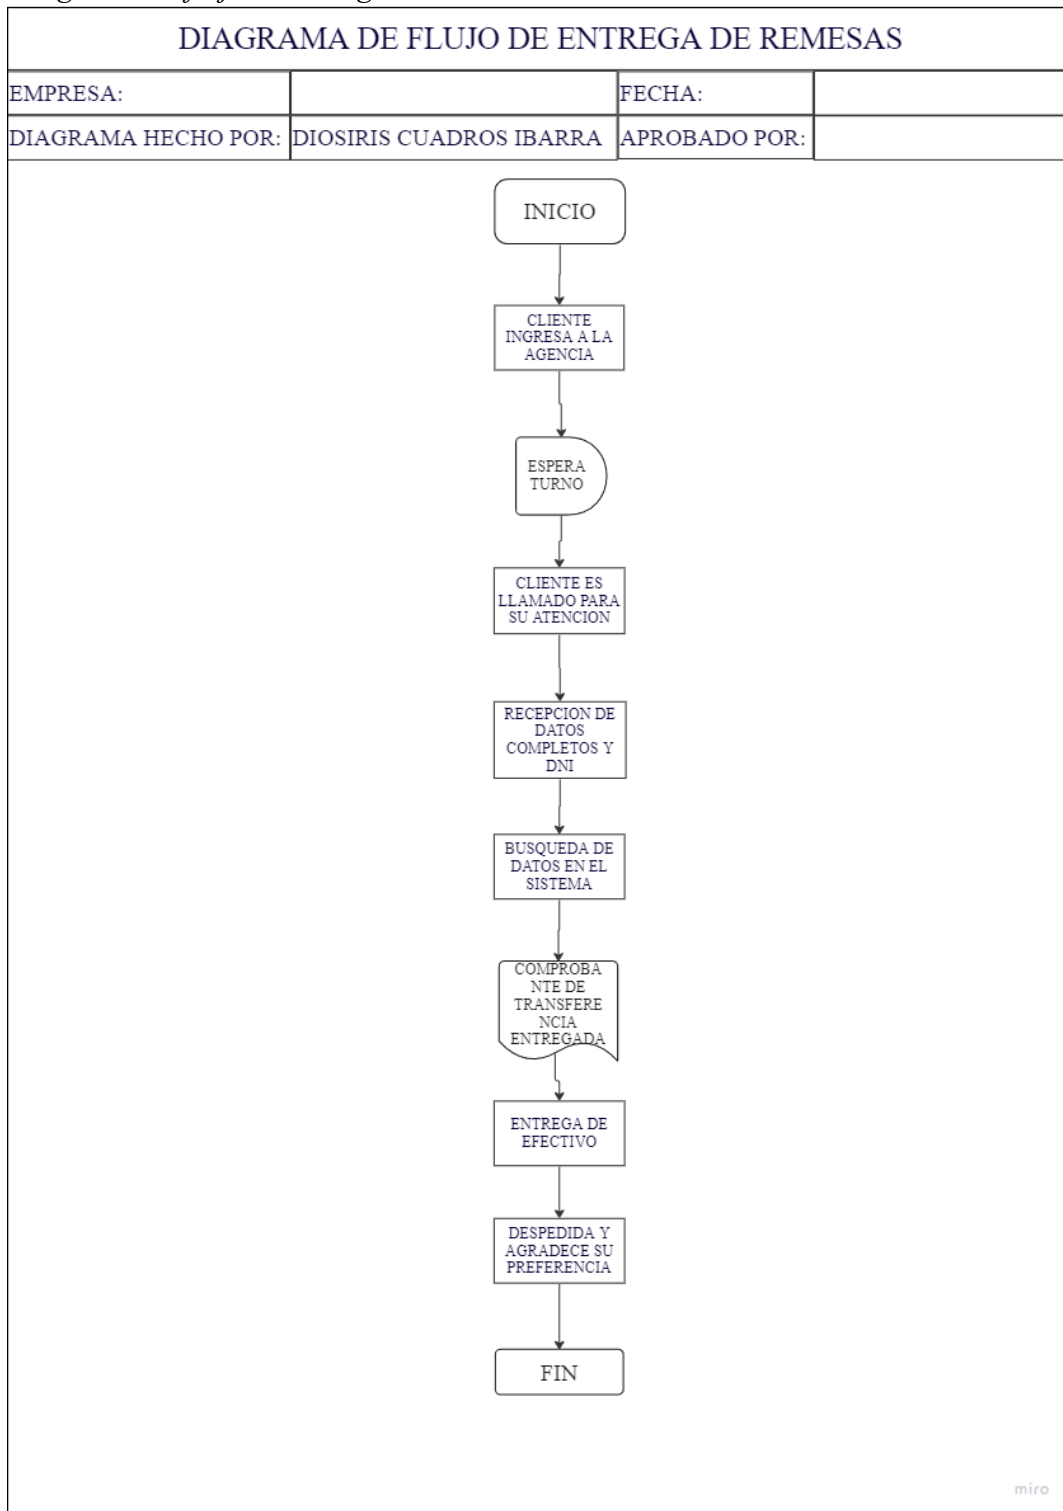 DIAGRAMA DE FLUJO DE ENTREGA DE REMESAS
EMPRESA:
FECHA:
DIAGRAMA HECHO POR:
DIOSIRIS CUADROS IBARRA
APROBADO POR:
INICIO
CLIENTE
INGRESA A LA
AGENCIA
ESPERA
TURNO
CLIENTE ES
LLAMADO PARA
SU ATENCION
RECEPCION DE
DATOS
COMPLETOS Y
DNI
BUSQUEDA DE
DATOS EN EL
SISTEMA
COMPROBA
NTE DE
TRANSFERE
NCIA
ENTREGADA
ENTREGA DE
EFECTIVO
DESPEDIDA Y
AGRADECE SU
PREFERENCIA
FIN
miro